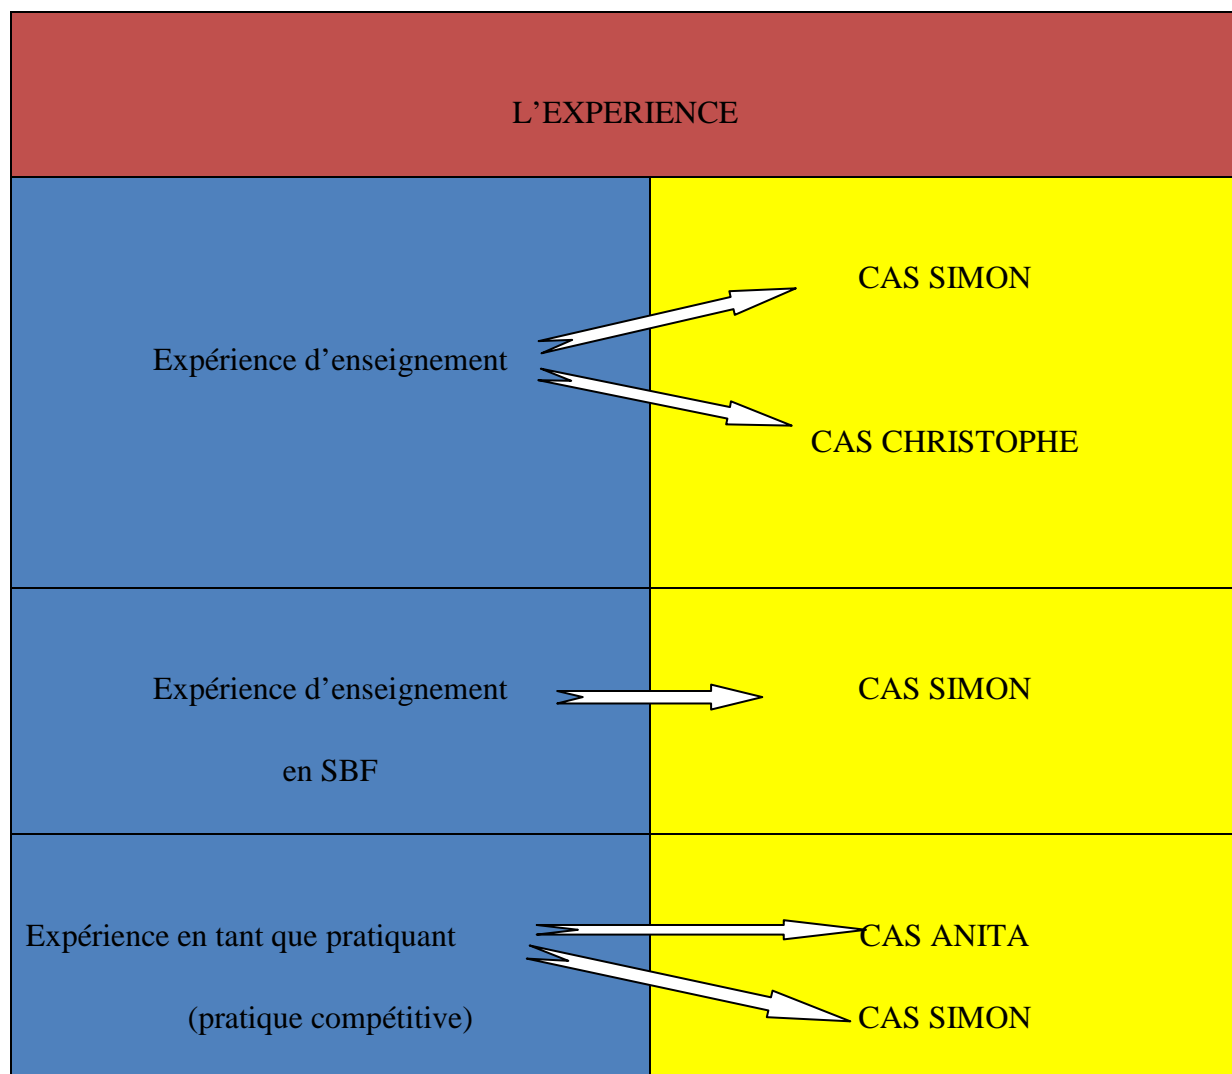 L’EXPERIENCE
Expérience d’enseignement
CAS SIMON
CAS CHRISTOPHE
Expérience d’enseignement
en SBF
CAS SIMON
Expérience en tant que pratiquant
(pratique compétitive)
CAS ANITA
CAS SIMON